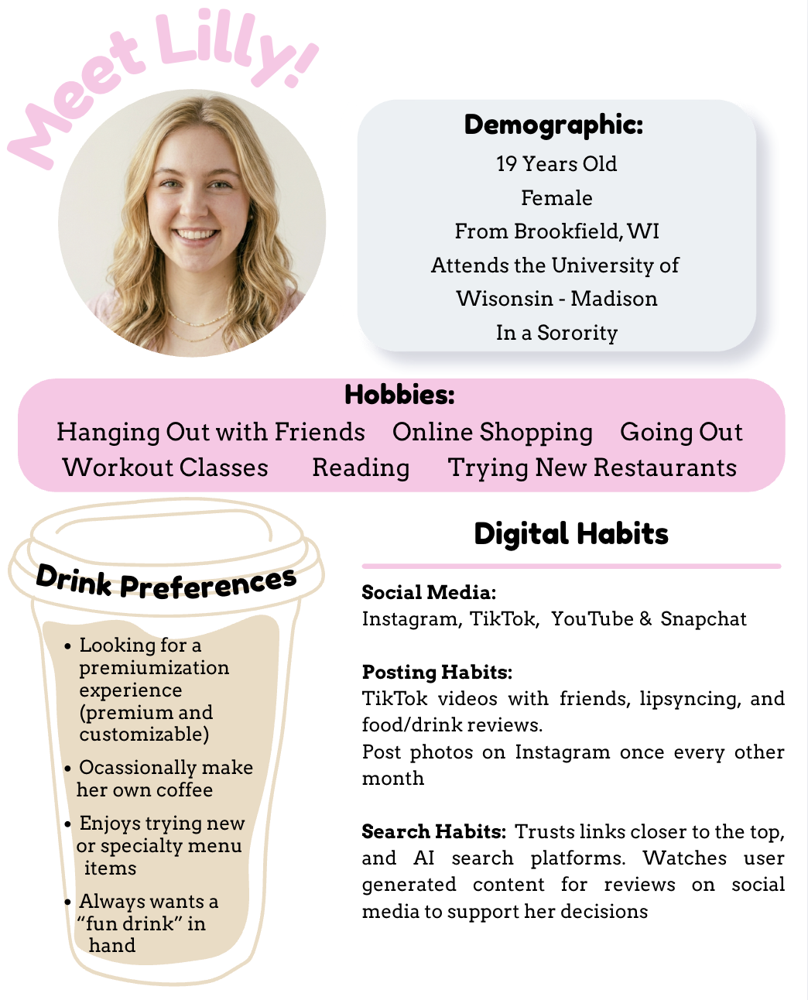 Meet Lilly!
Demographic:
19 Years Old
Female
From Brookfield, WI
Attends the University of
Wisonsin - Madison
In a Sorority
Hobbies:
Hanging Out with Friends Online Shopping Going Out
Workout Classes Reading Trying New Restaurants
Drink Preferences
• Looking for a
premiumization
experience
(premium and
customizable)
• Ocassionally make
her own coffee
• Enjoys trying new
or specialty menu
items
• Always wants a
“fun drink” in
hand
Digital Habits
Social Media:
Instagram, TikTok, YouTube & Snapchat
Posting Habits:
TikTok videos with friends, lipsyncing, and
food/drink reviews.
Post photos on Instagram once every other
month
Search Habits: Trusts links closer to the top,
and AI search platforms. Watches user
generated content for reviews on social
media to support her decisions